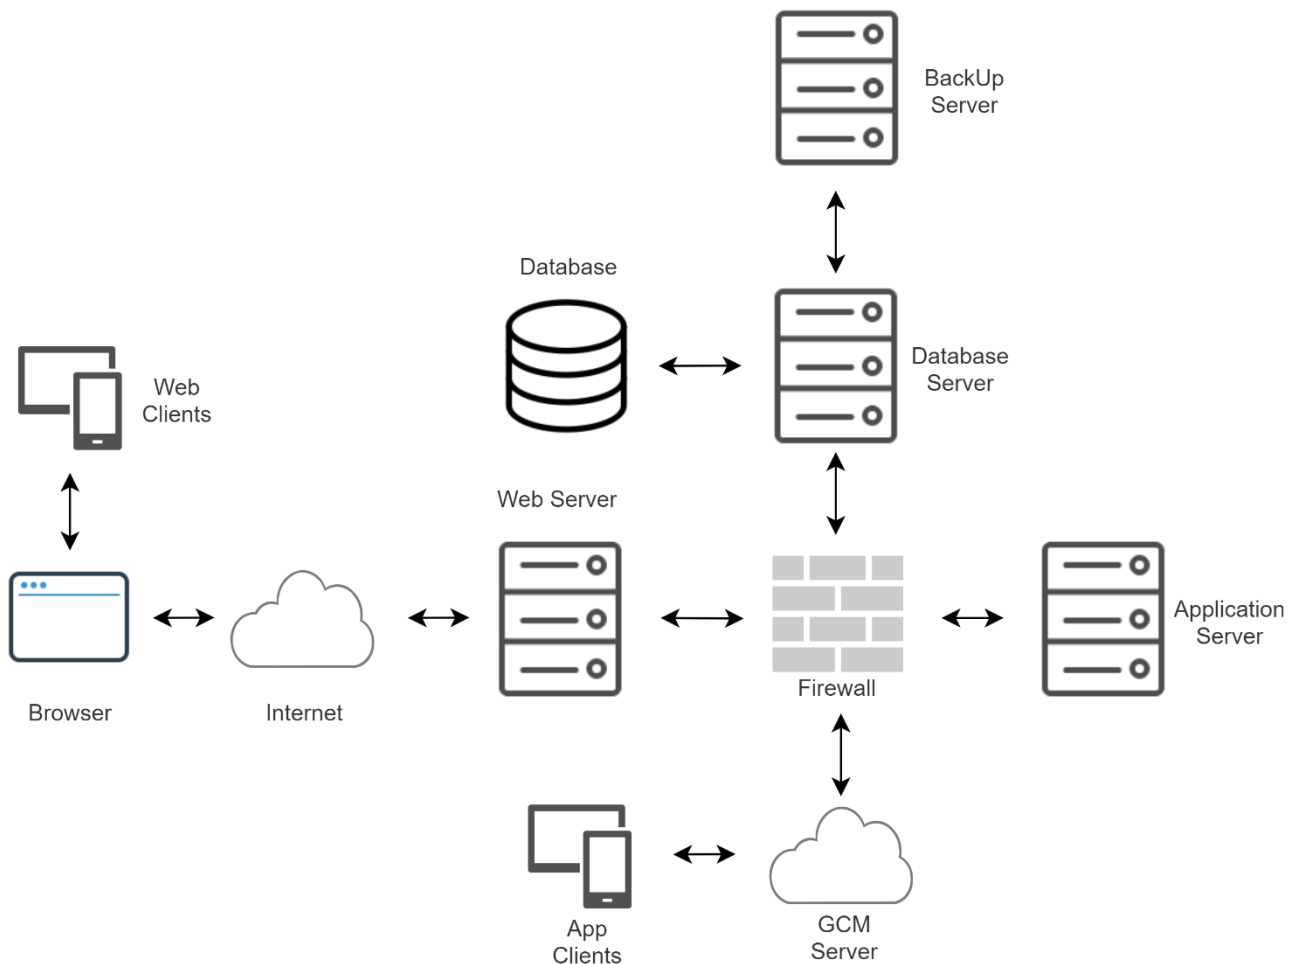 BackUp
Server
Database
Database
Server
Web
Clients
Web Server
Application
Server
Firewall
Browser
Internet
App
Clients
GCM
Server